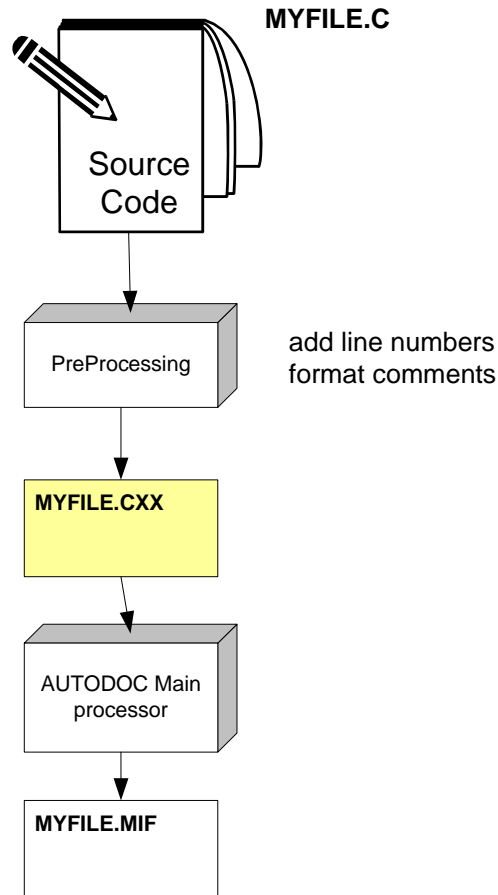 MYFILE.C
Source
Code
PreProcessing
add line numbers
format comments
MYFILE.CXX
AUTODOC Main
processor
MYFILE.MIF